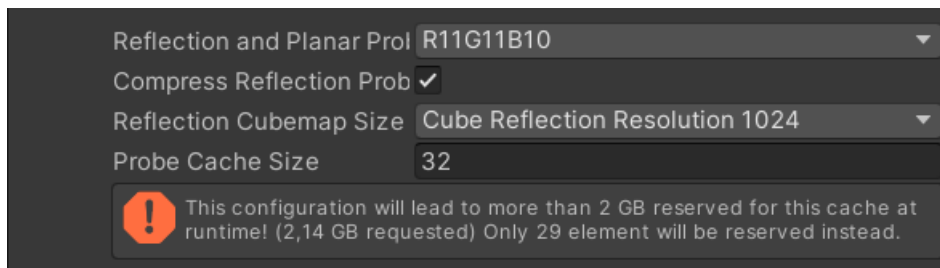 Reflection and Planar Prol R11G11B10
Compress Reflection Prob
Reflection Cubemap Size Cube Reflection Resolution 1024
Probe Cache Size 32
This configuration will lead to more than 2 GB reserved for this cache at
runtime! (2,14 GB requested) Only 29 element will be reserved instead.